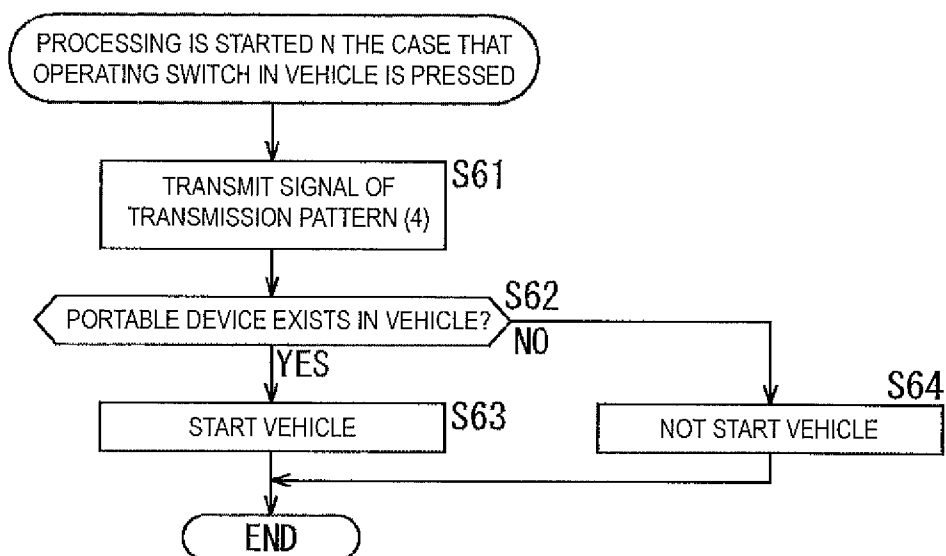 PROCESSING IS STARTED N THE CASE THAT
OPERATING SWITCH IN VEHICLE IS PRESSED
S61
TRANSMIT SIGNAL OF
TRANSMISSION PATTERN (4)
S62
PORTABLE DEVICE EXISTS IN VEHICLE?
NO
YES
S63
START VEHICLE
S64
NOT START VEHICLE
END